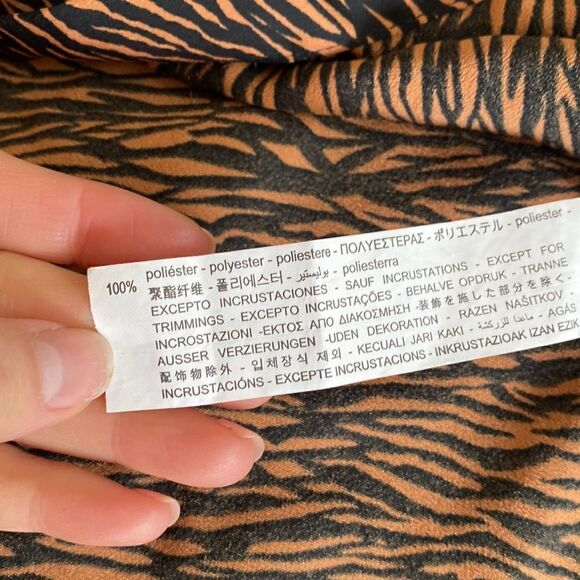 100% poliéster - polyester - poliestere - ΠΟΛΥΕΣΤΕΡΑΣ - ポリエステル - poliester -
聚酯纤维 - 폴리에스터 - بوليستير - poliesterra
EXCEPTO INCRUSTACIONES - SAUF INCRUSTATIONS - EXCEPT FOR
TRIMMINGS - EXCEPTO INCRUSTAÇÕES - BEHALVE OPDRUK - TRANNE
INCROSTAZIONI -ΕΚΤΟΣ ΑΠΟ ΔΙΑΚΟΣΜΗΣΗ -装飾を施した部分を除く-
AUSSER VERZIERUNGEN -UDEN DEKORATION - RAZEN NAŠITKOV -
配饰物除外 - 일체장식 제외 - KECUALI JARI KAKI - ماعدا للزركشة - AGÁS
INCRUSTACIÓNS - EXCEPTE INCRUSTACIONS - INKRUSTAZIOAK IZAN EZIK